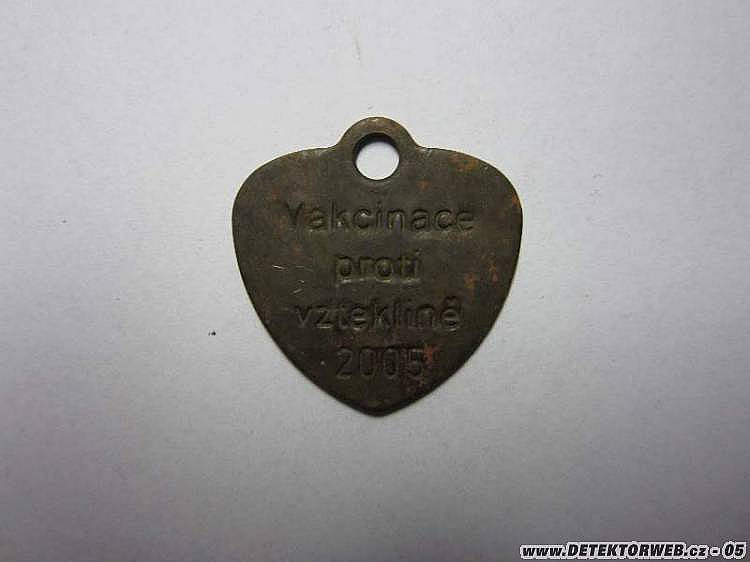 Vakcinace
proti
vzteklině
2005
www.DETEKTORWEB.cz - 05